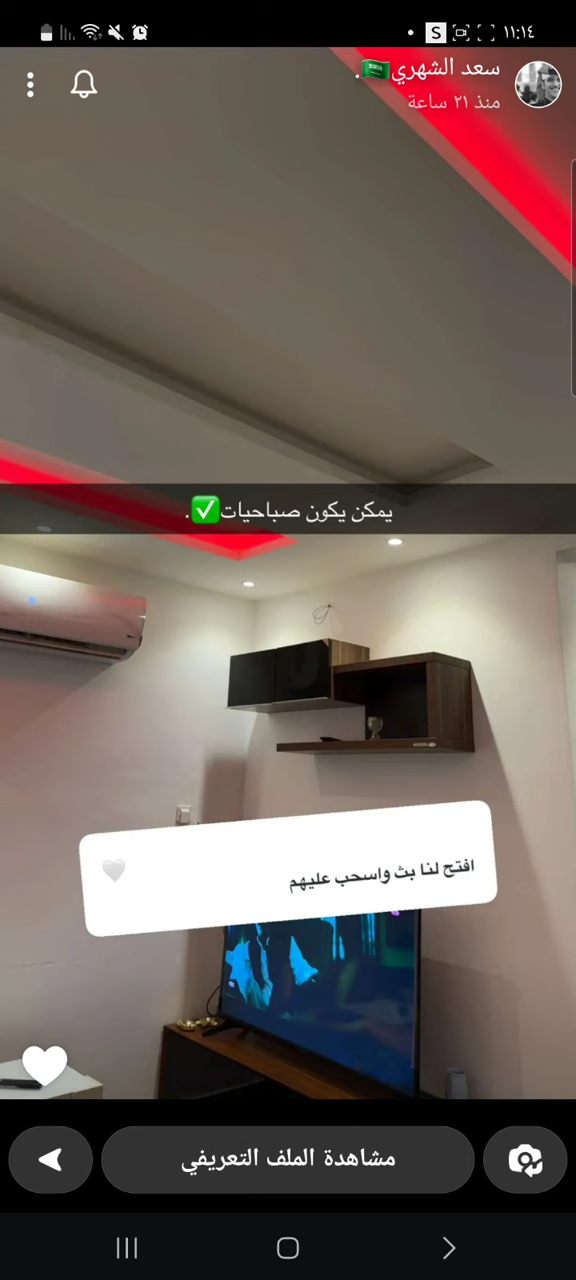 ١١:١٤
S
سعد الشهري🇸🇦.
منذ ٢١ ساعة
يمكن يكون صباحيات✅.
افتح لنا بث واسحب عليهم
مشاهدة الملف التعريفي